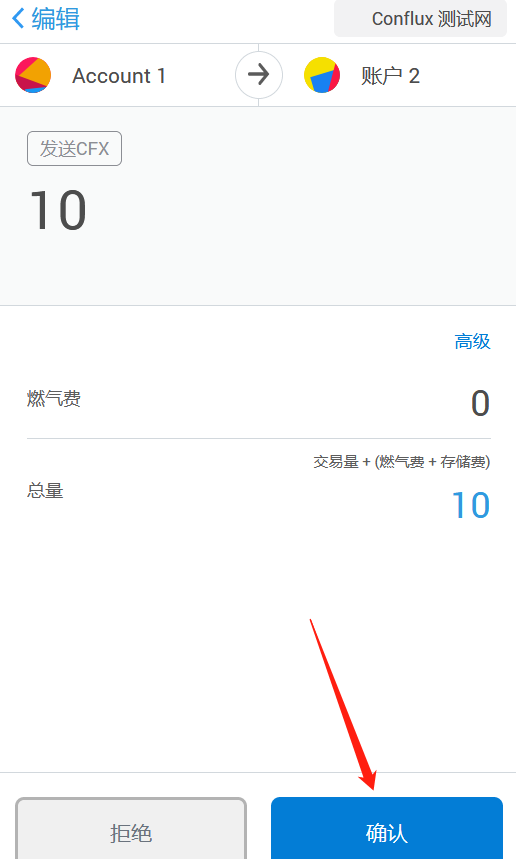 编辑
Conflux 测试网
Account 1
账户 2
发送CFX
10
高级
燃气费
0
交易量 + (燃气费 + 存储费)
总量
10
拒绝
确认